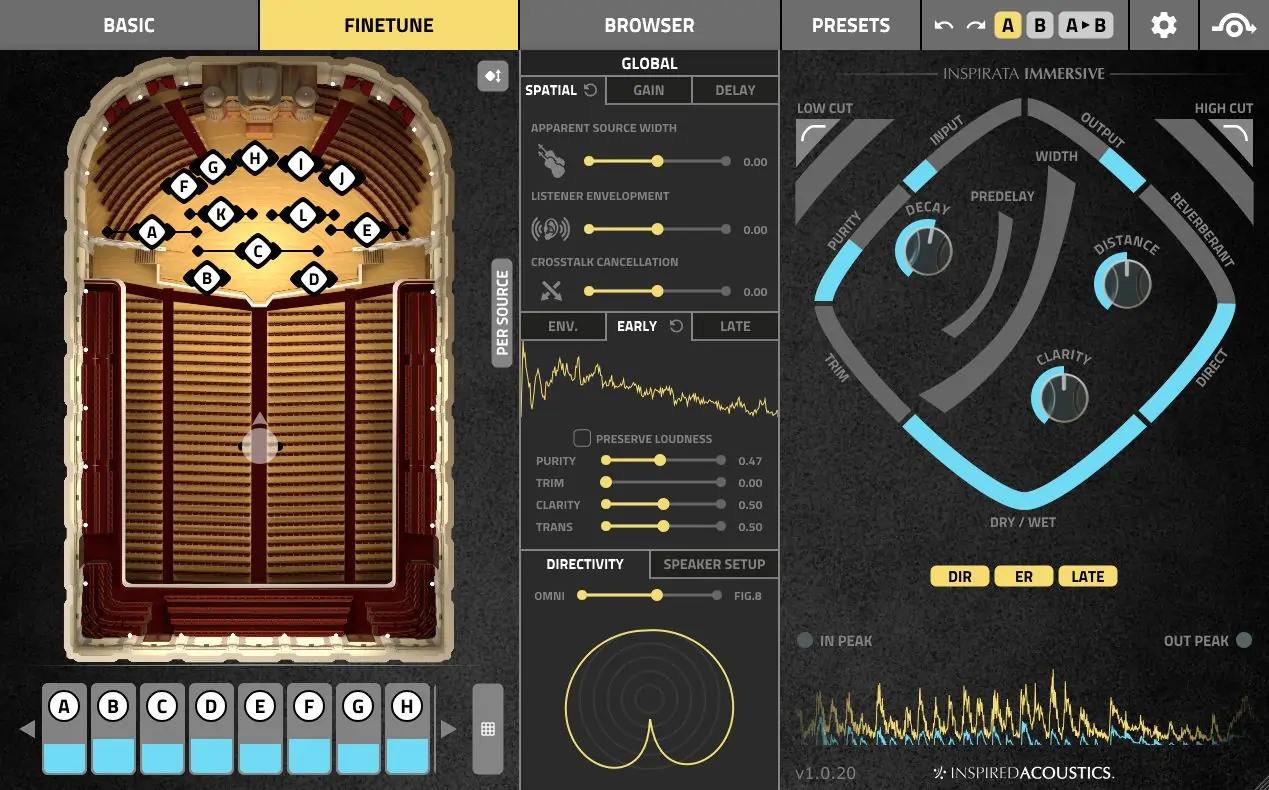 BASIC
FINETUNE
BROWSER
PRESETS
A
B
A ▸ B
GLOBAL
SPATIAL
GAIN
DELAY
APPARENT SOURCE WIDTH
0.00
LISTENER ENVELOPMENT
0.00
CROSSTALK CANCELLATION
0.00
PER SOURCE
ENV.
EARLY
LATE
PRESERVE LOUDNESS
PURITY 0.47
TRIM 0.00
CLARITY 0.50
TRANS 0.50
DIRECTIVITY
SPEAKER SETUP
OMNI
FIG.8
H
G
I
F
J
K
L
A
E
C
B
D
A
B
C
D
E
F
G
H
INSPIRATA IMMERSIVE
LOW CUT
HIGH CUT
INPUT
OUTPUT
WIDTH
PREDELAY
DECAY
PURITY
REVERBERANT
DISTANCE
CLARITY
TRIM
DIRECT
DRY / WET
DIR
ER
LATE
IN PEAK
OUT PEAK
v1.0.20
INSPIREDACOUSTICS.